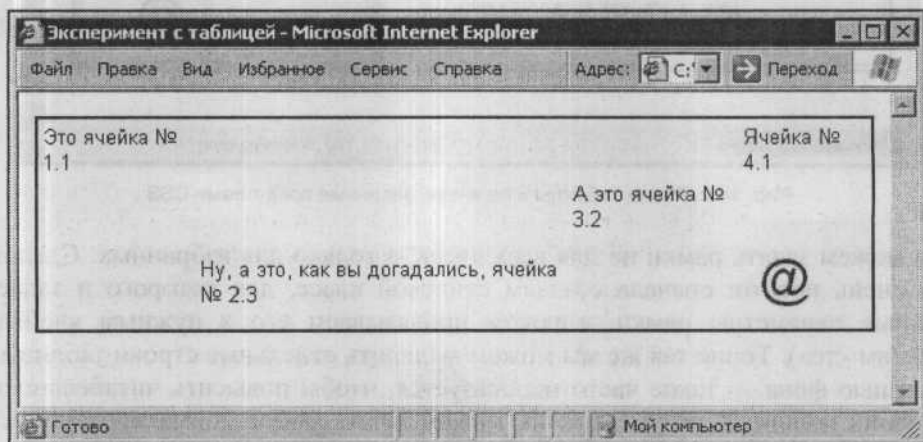 Эксперимент с таблицей - Microsoft Internet Explorer
Файл Правка Вид Избранное Сервис Справка Адрес: C:\ Переход
Это ячейка №
1.1
Ячейка №
4.1
А это ячейка №
3.2
Ну, а это, как вы догадались, ячейка
№ 2.3
@
Готово Мой компьютер